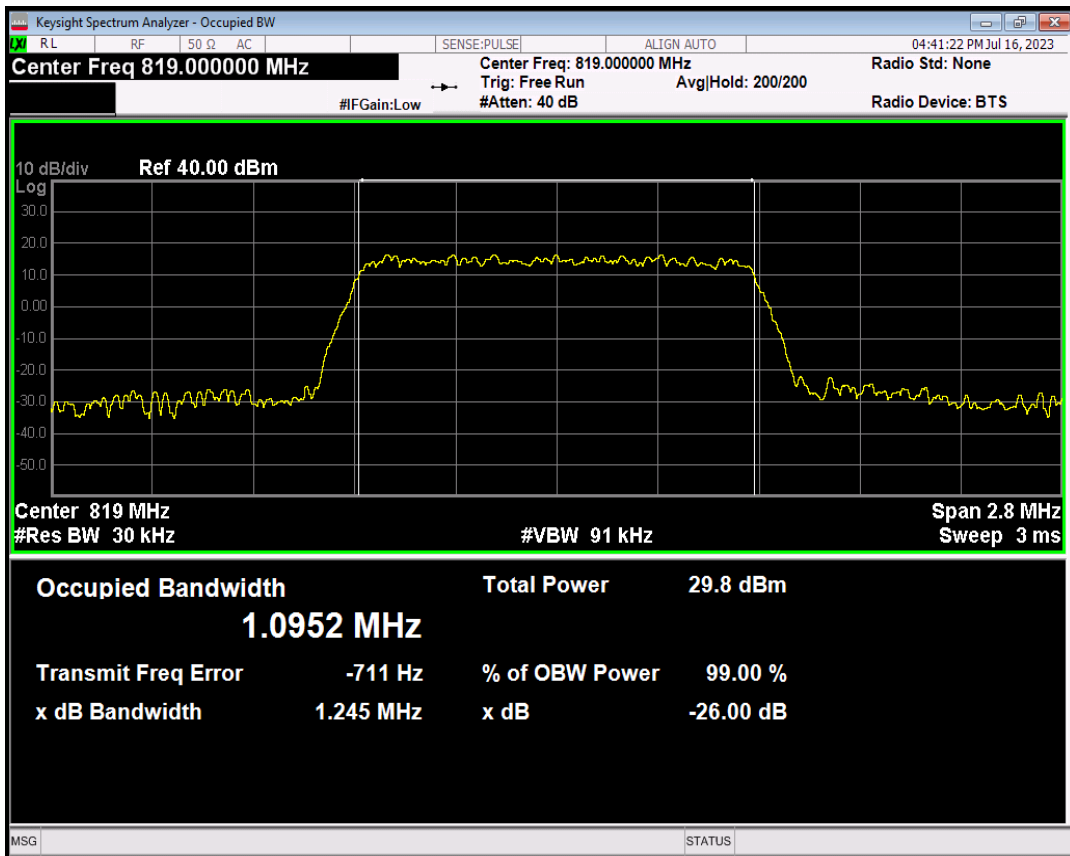 Keysight Spectrum Analyzer - Occupied BW
LXI RL RF 50 Ω AC SENSE:PULSE ALIGN AUTO 04:41:22 PM Jul 16, 2023
Center Freq 819.000000 MHz Center Freq: 819.000000 MHz Radio Std: None
Trig: Free Run Avg|Hold: 200/200
#IFGain:Low #Atten: 40 dB Radio Device: BTS
10 dB/div Ref 40.00 dBm
Log
30.0
20.0
10.0
0.00
-10.0
-20.0
-30.0
-40.0
-50.0
Center 819 MHz Span 2.8 MHz
#Res BW 30 kHz #VBW 91 kHz Sweep 3 ms
Occupied Bandwidth Total Power 29.8 dBm
1.0952 MHz
Transmit Freq Error -711 Hz % of OBW Power 99.00 %
x dB Bandwidth 1.245 MHz x dB -26.00 dB
MSG STATUS